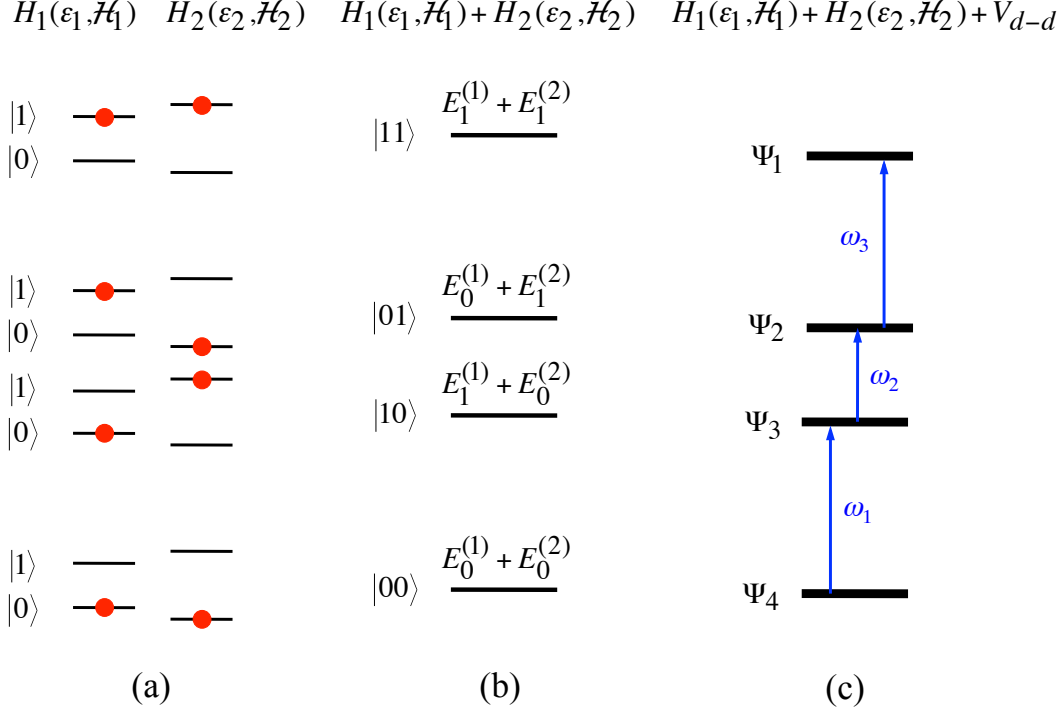 H₁(ε₁,ℋ₁) H₂(ε₂,ℋ₂) H₁(ε₁,ℋ₁)+H₂(ε₂,ℋ₂) H₁(ε₁,ℋ₁)+H₂(ε₂,ℋ₂)+V_{d−d}
|1⟩
|0⟩
|1⟩
|0⟩
|1⟩
|0⟩
|1⟩
|0⟩
(a)
E₁⁽¹⁾+E₁⁽²⁾
|11⟩
E₀⁽¹⁾+E₁⁽²⁾
|01⟩
E₁⁽¹⁾+E₀⁽²⁾
|10⟩
E₀⁽¹⁾+E₀⁽²⁾
|00⟩
(b)
Ψ₁
ω₃
Ψ₂
ω₂
Ψ₃
ω₁
Ψ₄
(c)